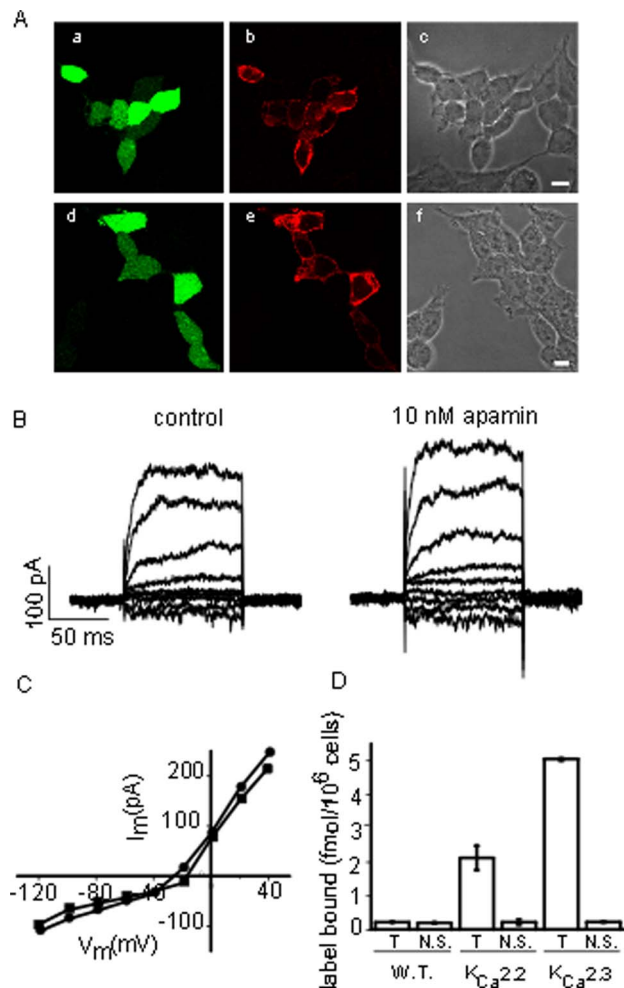 A
a
b
c
d
e
f
B
control
10 nM apamin
100 pA
50 ms
C
D
200
100
-100
-120
-80
-40
0
40
Im(pA)
Vm(mV)
label bound (fmol/10⁶ cells)
5
4
3
2
1
0
T
N.S.
T
N.S.
T
N.S.
W.T.
KCa2.2
KCa2.3